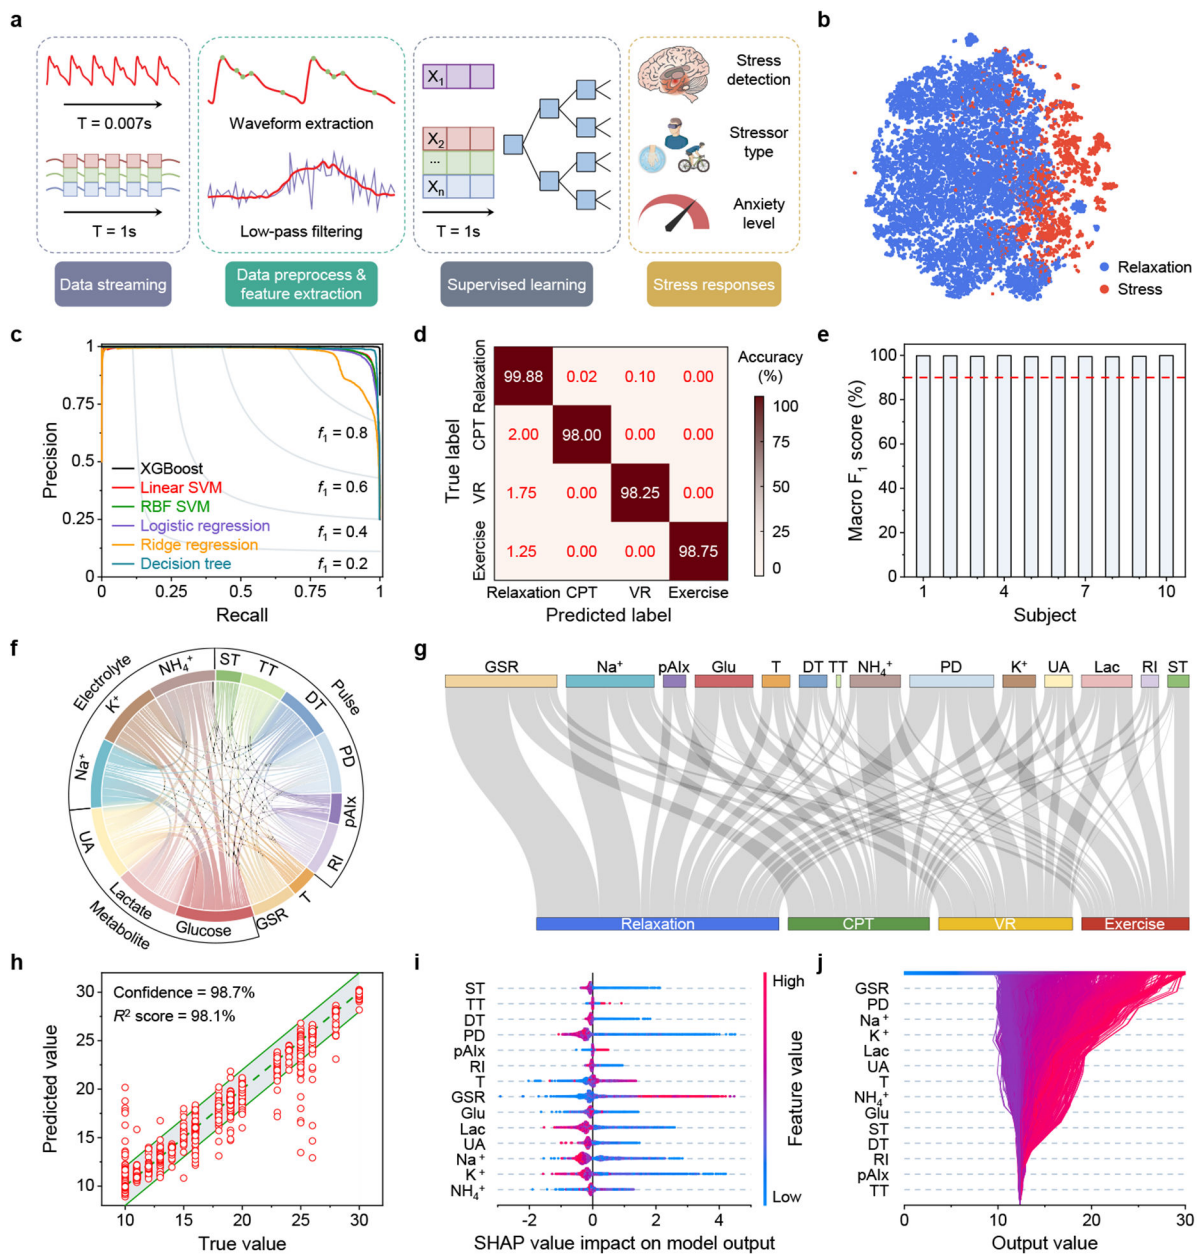 a
T = 0.007s
T = 1s
Data streaming
Waveform extraction
Low-pass filtering
Data preprocess &
feature extraction
X1
X2
...
Xn
T = 1s
Supervised learning
Stress
detection
Stressor
type
Anxiety
level
Stress responses
b
Relaxation
Stress
c
Precision
1
0.75
0.5
0.25
0
f1 = 0.8
f1 = 0.6
f1 = 0.4
f1 = 0.2
XGBoost
Linear SVM
RBF SVM
Logistic regression
Ridge regression
Decision tree
0 0.25 0.5 0.75 1
Recall
d
True label
Relaxation
CPT
VR
Exercise
99.88 0.02 0.10 0.00
2.00 98.00 0.00 0.00
1.75 0.00 98.25 0.00
1.25 0.00 0.00 98.75
Relaxation CPT VR Exercise
Predicted label
Accuracy
(%)
100
75
50
25
0
e
Macro F1 score (%)
100
80
60
40
20
0
1 4 7 10
Subject
f
Electrolyte
Pulse
Metabolite
NH4+
ST
TT
DT
PD
pAIx
RI
T
GSR
Glucose
Lactate
UA
Na+
K+
g
GSR Na+ pAIx Glu T DT TT NH4+ PD K+ UA Lac RI ST
Relaxation CPT VR Exercise
h
Confidence = 98.7%
R2 score = 98.1%
Predicted value
30
25
20
15
10
10 15 20 25 30
True value
i
ST
TT
DT
PD
pAIx
RI
T
GSR
Glu
Lac
UA
Na+
K+
NH4+
-2 0 2 4 6
SHAP value impact on model output
High
Feature value
Low
j
GSR
PD
Na+
K+
Lac
UA
T
NH4+
Glu
ST
DT
RI
pAIx
TT
0 10 20 30
Output value